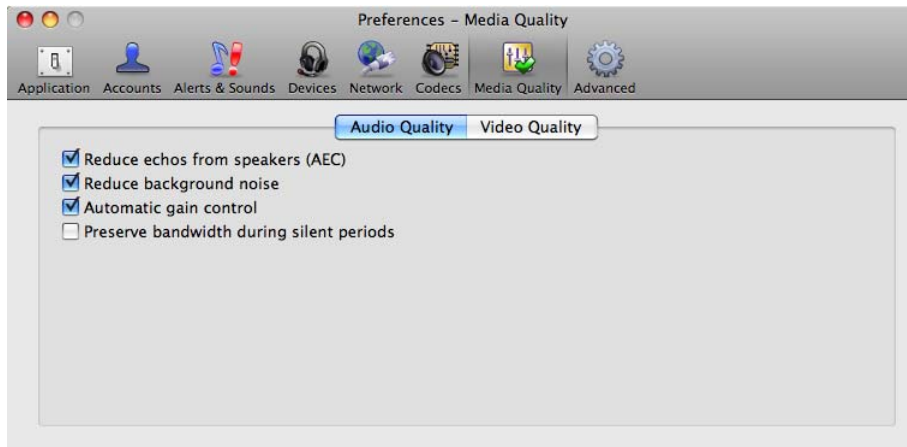 Preferences – Media Quality
Application Accounts Alerts & Sounds Devices Network Codecs Media Quality Advanced
Audio Quality Video Quality
Reduce echos from speakers (AEC)
Reduce background noise
Automatic gain control
Preserve bandwidth during silent periods